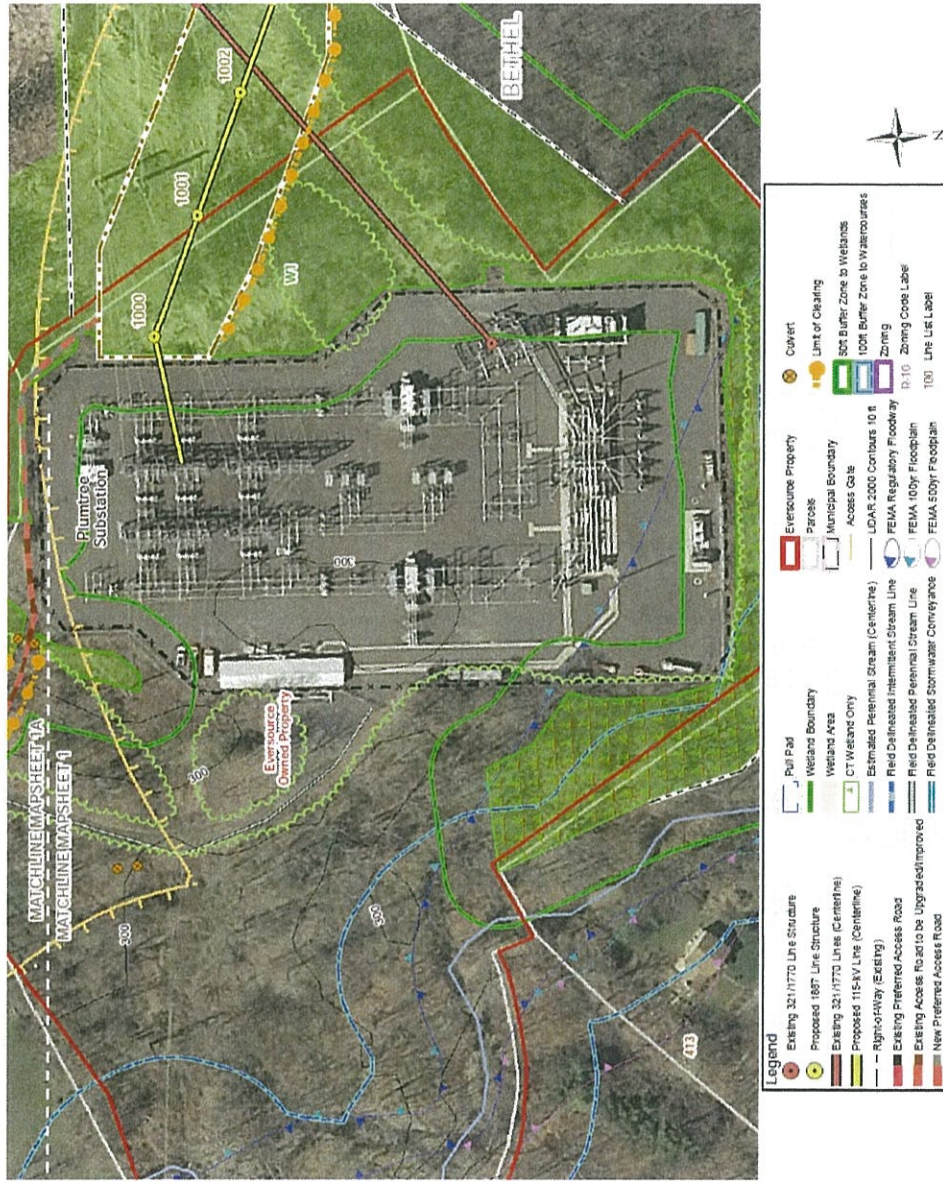 MATCHLINE MAPSHEET 1A
MATCHLINE MAPSHEET 1
Plumtree
Substation
1000
1001
1002
W1
BETHEL
Eversource
Owned Property
300
300
300
300
413
N
Legend
Existing 321/1770 Line Structure
Proposed 1887 Line Structure
Existing 321/1770 Lines (Centerline)
Proposed 115-kV Line (Centerline)
Right-of-Way (Existing)
Existing Preferred Access Road
Existing Access Road to be Upgraded/Improved
New Preferred Access Road
Pull Pad
Wetland Boundary
Wetland Area
CT Wetland Only
Estimated Perennial Stream (Centerline)
Field Delineated Intermittent Stream Line
Field Delineated Perennial Stream Line
Field Delineated Stormwater Conveyance
Eversource Property
Parcels
Municipal Boundary
Access Gate
LIDAR 2000 Contours 10 ft
FEMA Regulatory Floodway
FEMA 100yr Floodplain
FEMA 500yr Floodplain
Culvert
Limit of Clearing
50ft Buffer Zone to Wetlands
100ft Buffer Zone to Watercourses
Zoning
R-10 Zoning Code Label
100 Line List Label